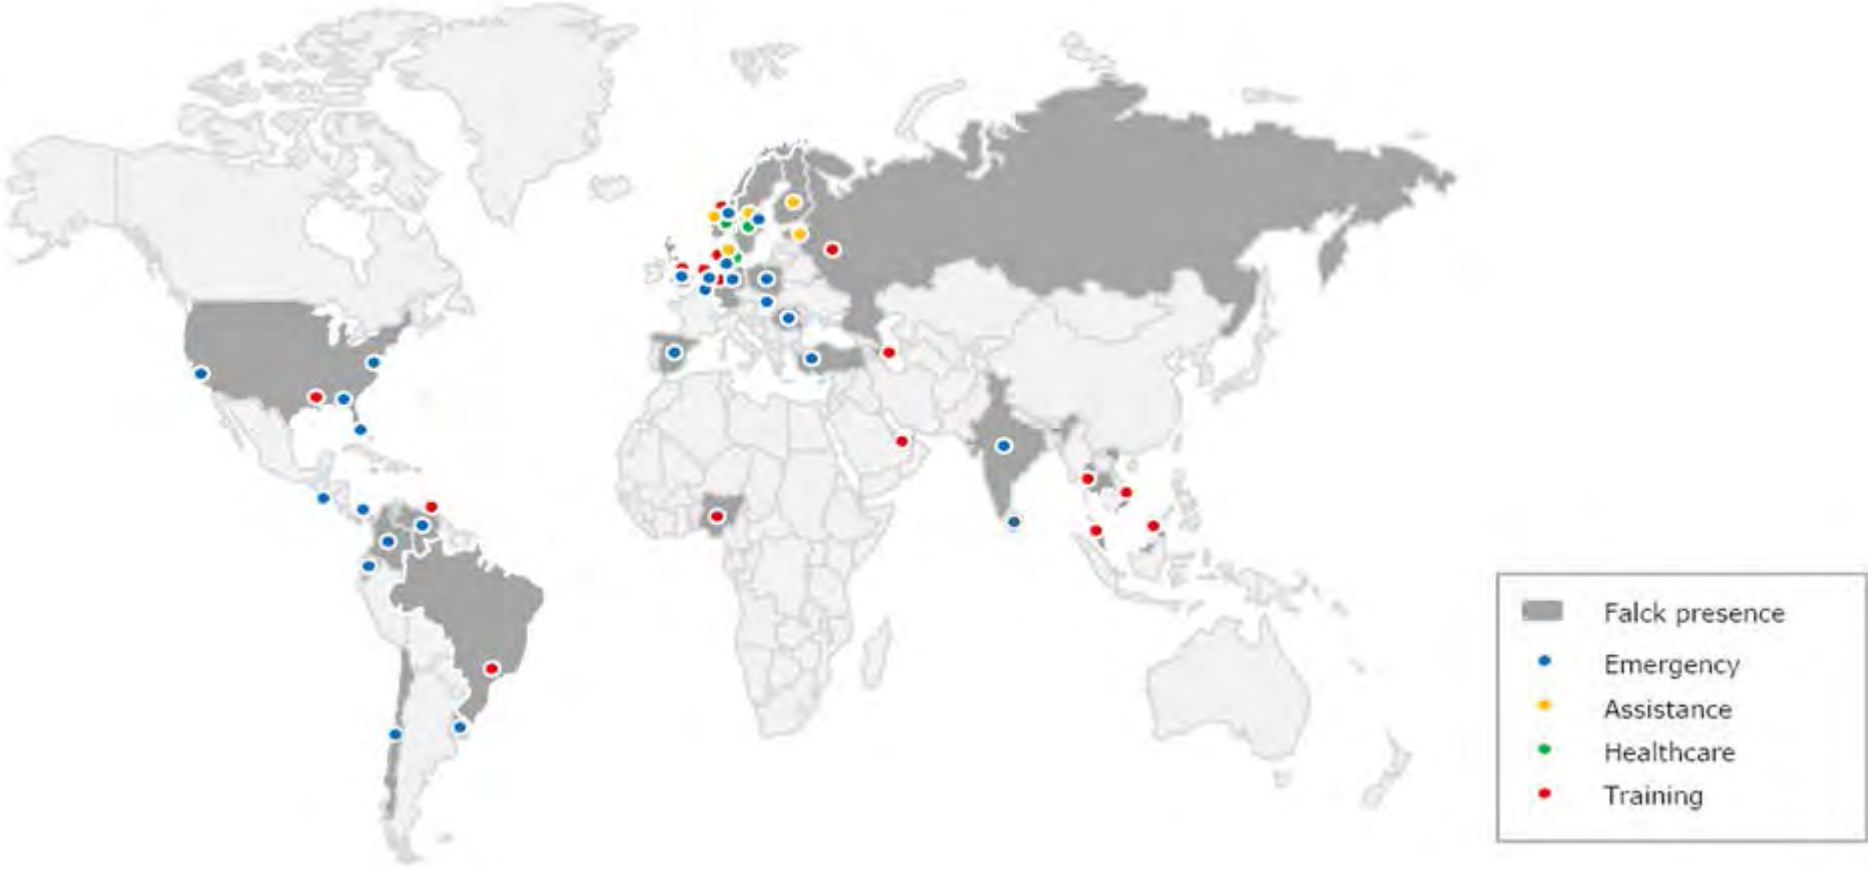 Falck presence
Emergency
Assistance
Healthcare
Training